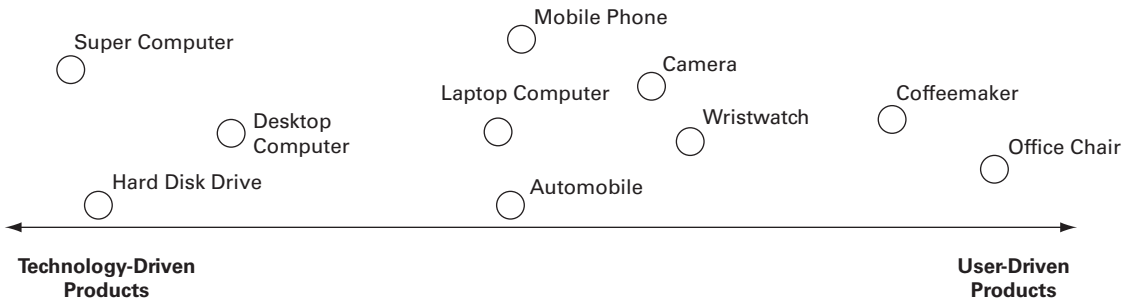 Mobile Phone
Super Computer
Camera
Laptop Computer
Coffeemaker
Wristwatch
Desktop
Computer
Office Chair
Hard Disk Drive
Automobile
Technology-Driven
Products
User-Driven
Products